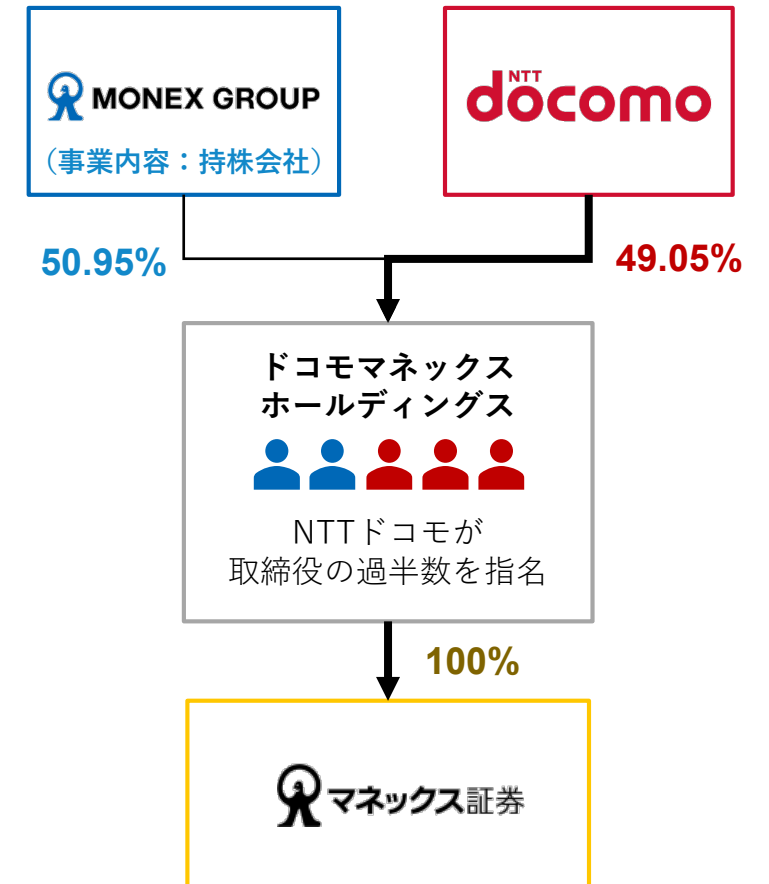 MONEX GROUP
（事業内容：持株会社）
NTT
döcomo
50.95%
49.05%
ドコモマネックス
ホールディングス
NTTドコモが
取締役の過半数を指名
100%
マネックス証券